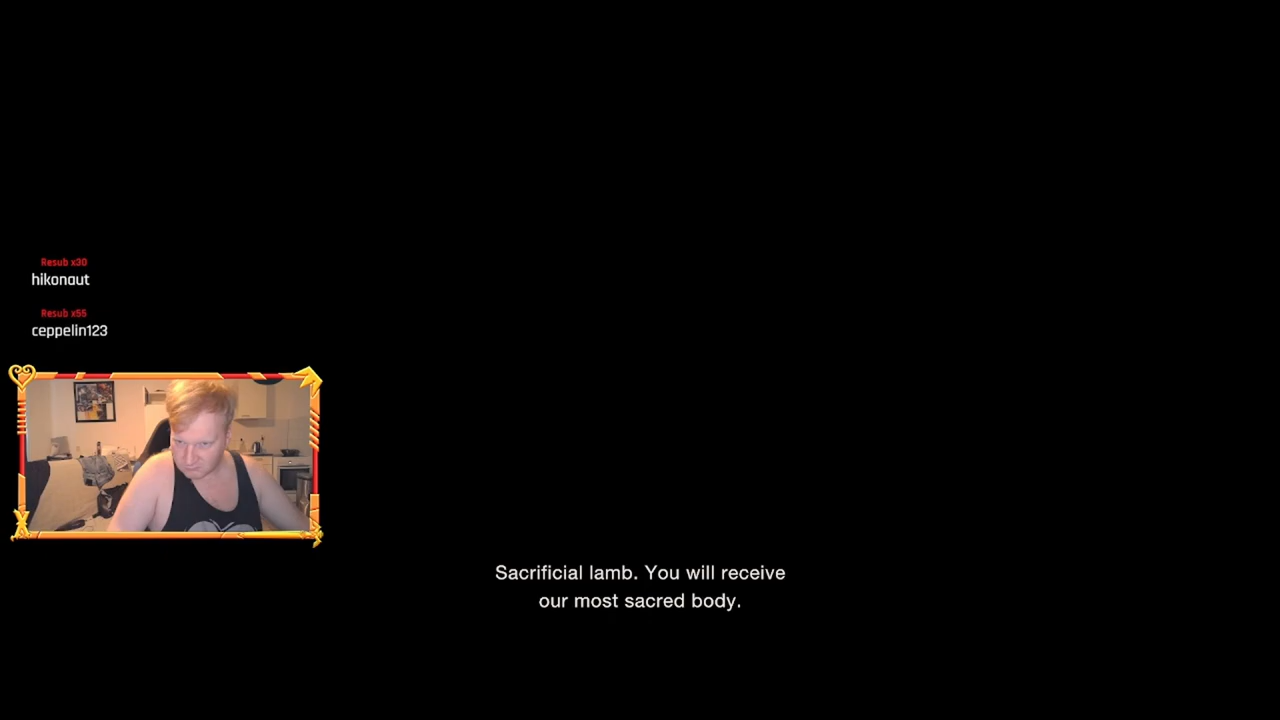 Resub x30
hikonaut
Resub x55
ceppelin123
Sacrificial lamb. You will receive
our most sacred body.